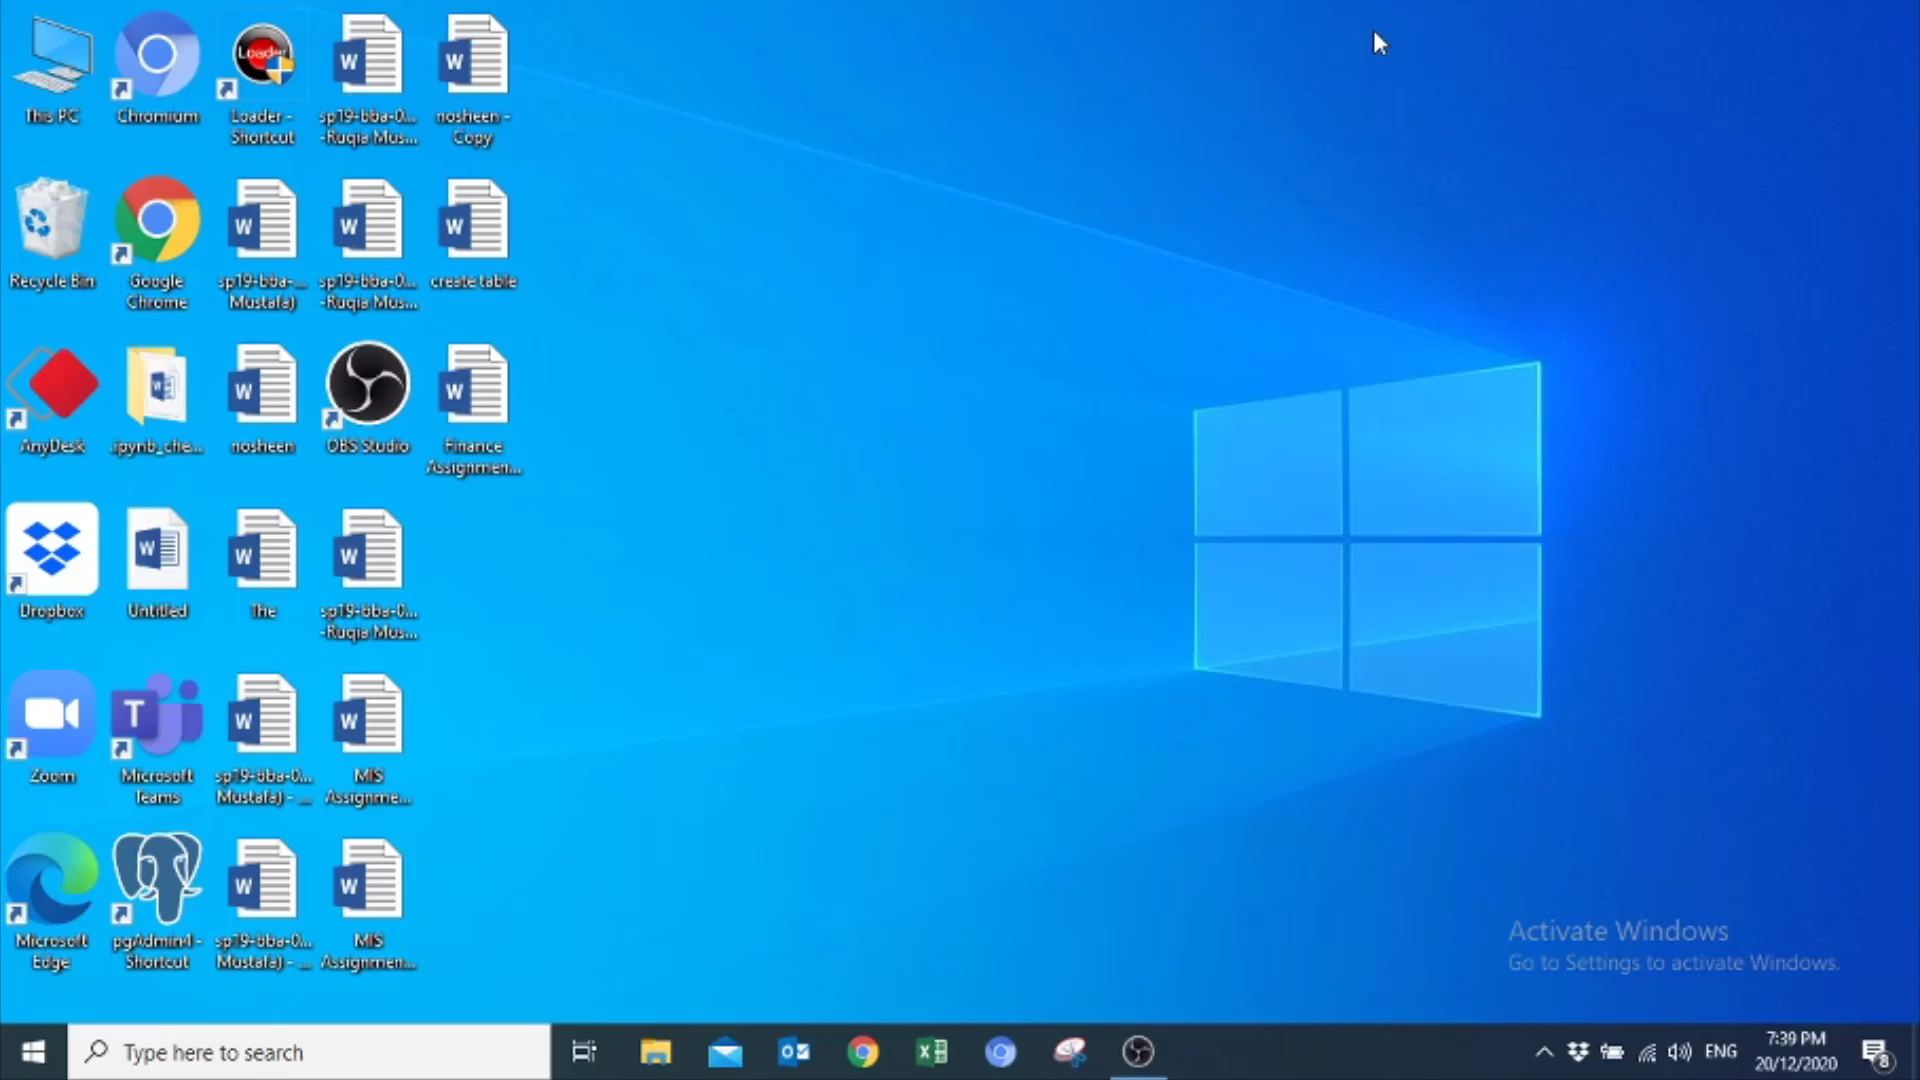 This PC
Chromium
Loader -
Shortcut
sp19-bba-0...
-Ruqia Mus...
nosheen -
Copy
Recycle Bin
Google
Chrome
sp19-bba-...
Mustafa)
sp19-bba-0...
-Ruqia Mus...
create table
AnyDesk
.ipynb_che...
nosheen
OBS Studio
Finance
Assignmen...
Dropbox
Untitled
The
sp19-bba-0...
-Ruqia Mus...
Zoom
Microsoft
Teams
sp19-bba-0...
Mustafa) - ...
MIS
Assignme...
Microsoft
Edge
pgAdmin4 -
Shortcut
sp19-bba-0...
Mustafa) - ...
MIS
Assignmen...
Activate Windows
Go to Settings to activate Windows.
Type here to search
ENG
7:39 PM
20/12/2020
8